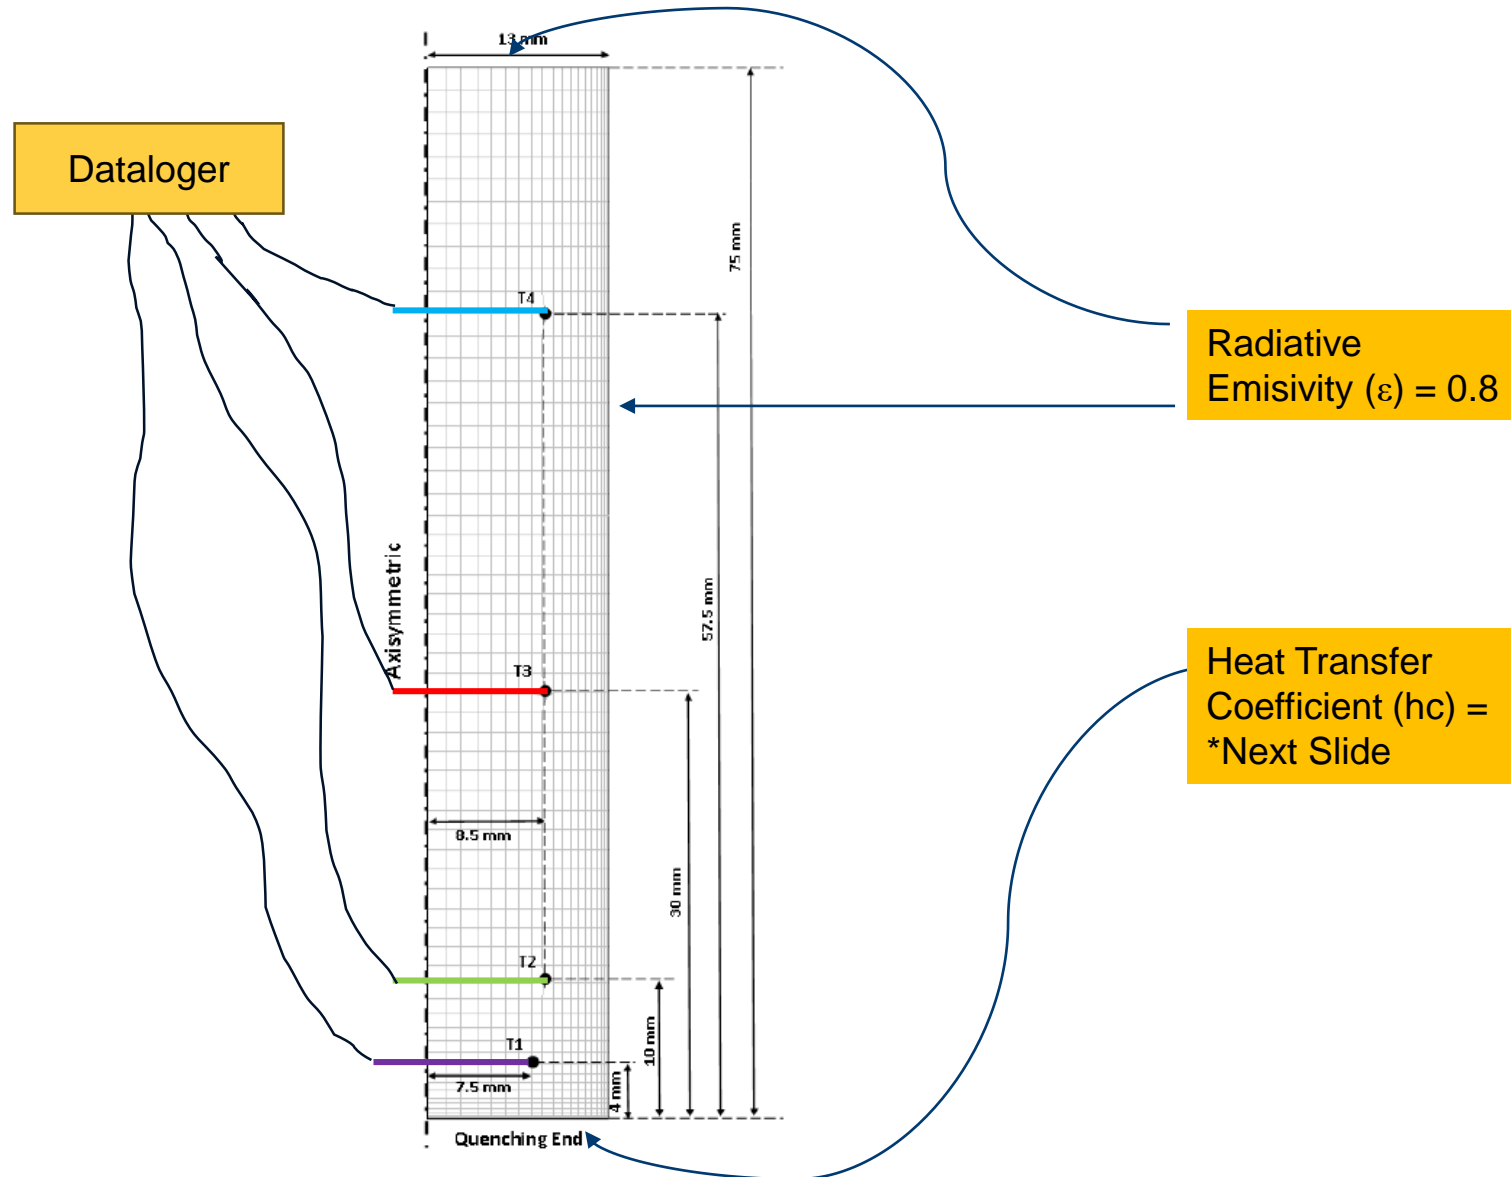 13 mm
Dataloger
75 mm
T4
Radiative
Emisivity (ε) = 0.8
Axisymmetric
57.5 mm
T3
Heat Transfer
Coefficient (hc) =
*Next Slide
8.5 mm
30 mm
T2
10 mm
T1
7.5 mm
4 mm
Quenching End